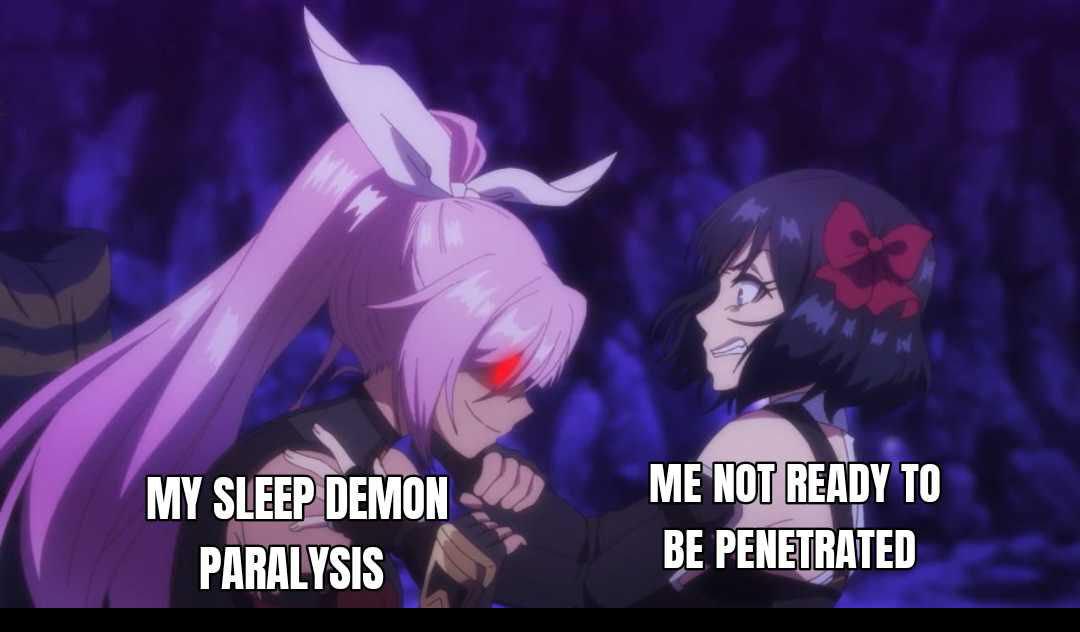 MY SLEEP DEMON
PARALYSIS
ME NOT READY TO
BE PENETRATED